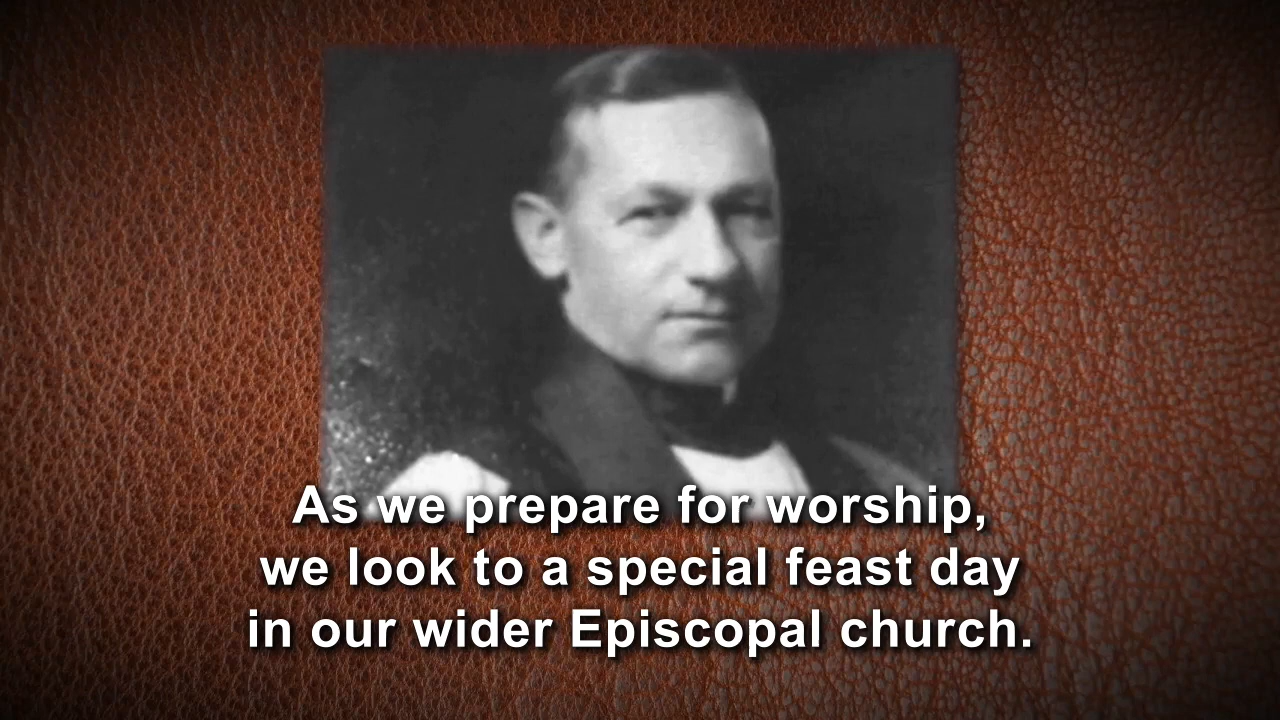 As we prepare for worship,
we look to a special feast day
in our wider Episcopal church.